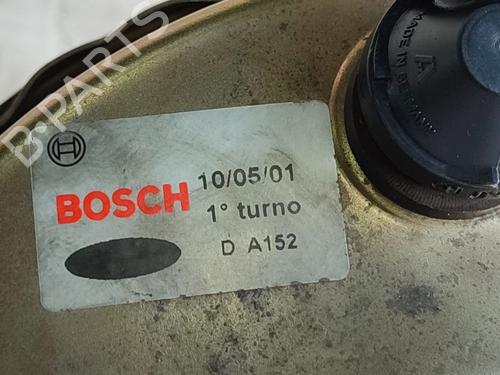 B-PARTS
BOSCH
10/05/01
1° turno
D A152
MADE IN GERMANY